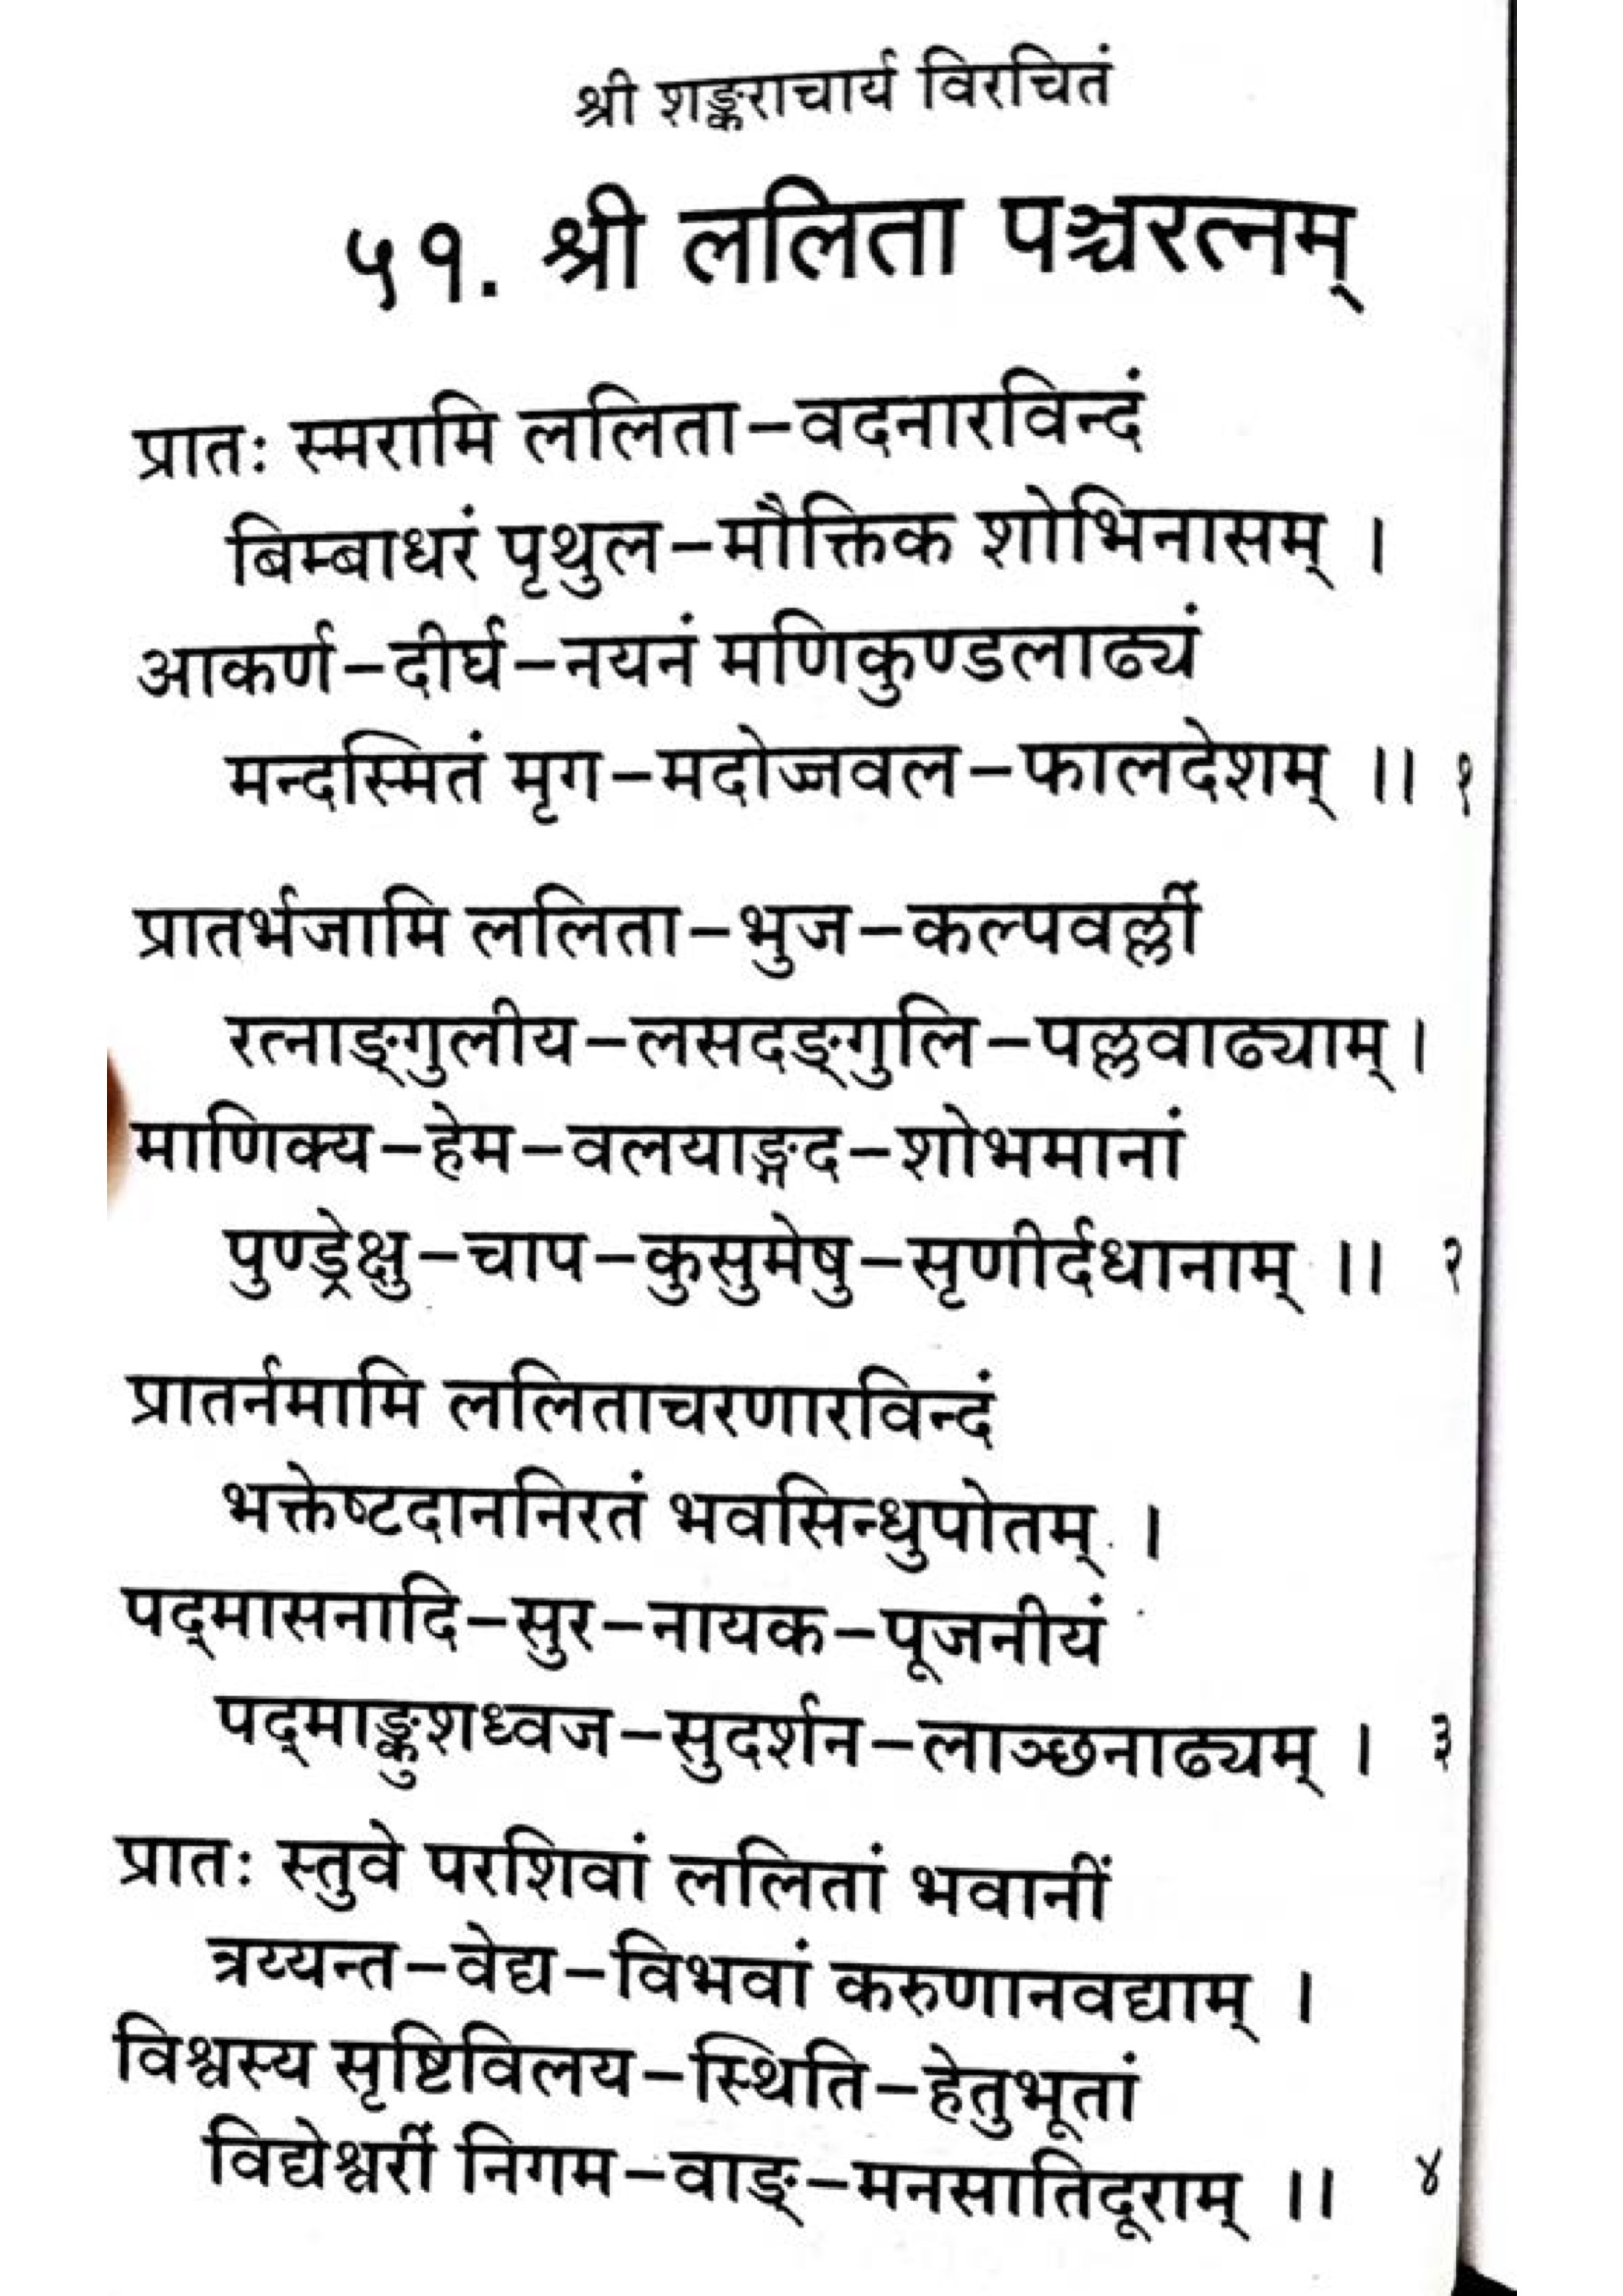 श्री शङ्कराचार्य विरचितं
५१. श्री ललिता पञ्चरत्नम्
प्रातः स्मरामि ललिता–वदनारविन्दं
बिम्बाधरं पृथुल–मौक्तिक शोभिनासम् ।
आकर्ण–दीर्घ–नयनं मणिकुण्डलाढ्यं
मन्दस्मितं मृग–मदोज्जवल–फालदेशम् ।। १
प्रातर्भजामि ललिता–भुज–कल्पवल्लीं
रत्नाङ्गुलीय–लसदङ्गुलि–पल्लवाढ्याम् ।
माणिक्य–हेम–वलयाङ्गद–शोभमानां
पुण्ड्रेक्षु–चाप–कुसुमेषु–सृणीर्दधानाम् ।। २
प्रातर्नमामि ललिताचरणारविन्दं
भक्तेष्टदाननिरतं भवसिन्धुपोतम् ।
पद्मासनादि–सुर–नायक–पूजनीयं
पद्माङ्कुशध्वज–सुदर्शन–लाञ्छनाढ्यम् । ३
प्रातः स्तुवे परशिवां ललितां भवानीं
त्रय्यन्त–वेद्य–विभवां करुणानवद्याम् ।
विश्वस्य सृष्टिविलय–स्थिति–हेतुभूतां
विद्येश्वरीं निगम–वाङ्–मनसातिदूराम् ।। ४